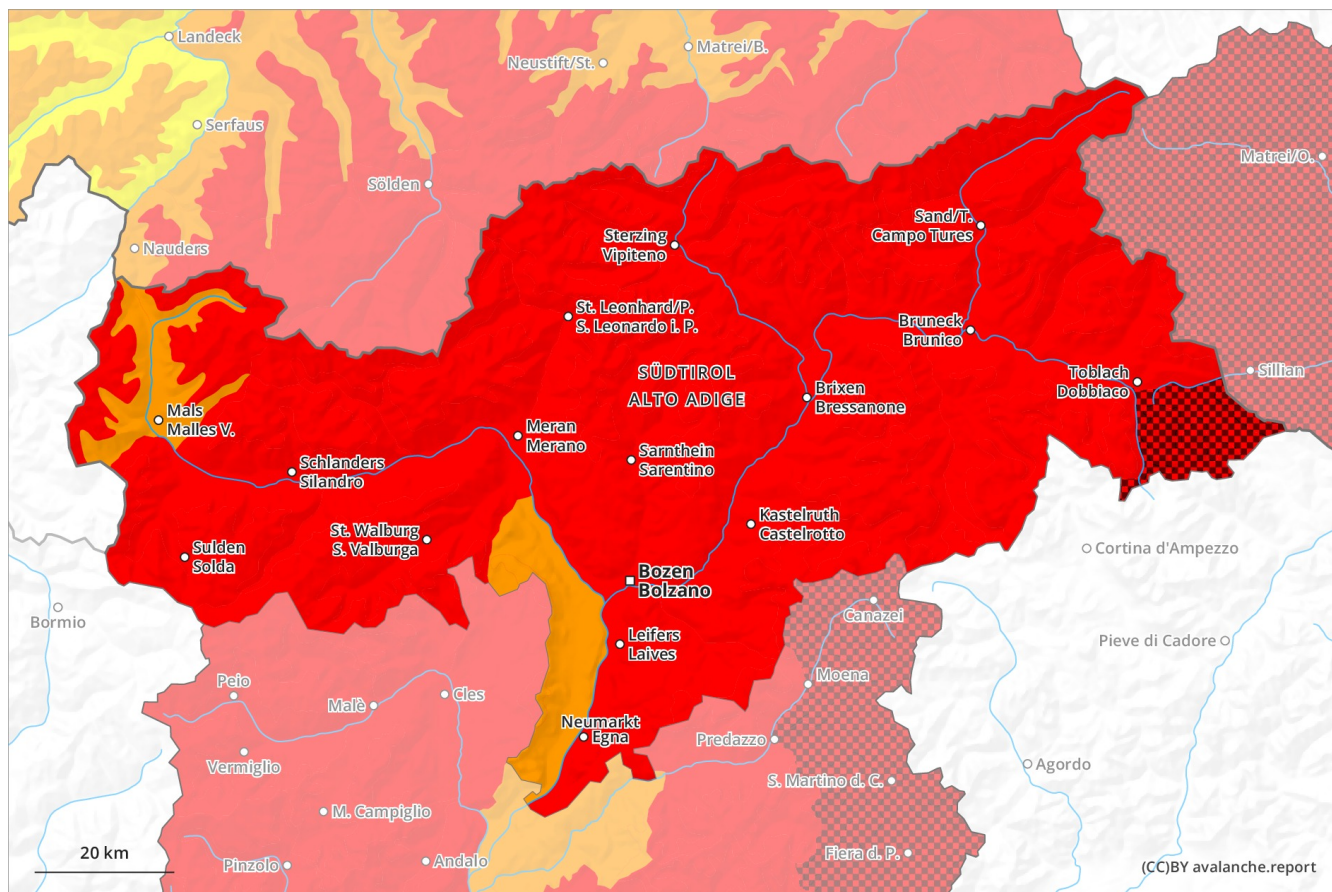 Landeck
Matrei/B.
Neustift/St.
Serfaus
Matrei/O.
Sölden
Sand/T.
Campo Tures
Sterzing
Vipiteno
Nauders
St. Leonhard/P.
S. Leonardo i. P.
Bruneck
Brunico
SÜDTIROL
ALTO ADIGE
Toblach
Dobbiaco
Sillian
Brixen
Bressanone
Mals
Malles V.
Meran
Merano
Sarnthein
Sarentino
Schlanders
Silandro
Kastelruth
Castelrotto
St. Walburg
S. Valburga
Sulden
Solda
Cortina d'Ampezzo
Bozen
Bolzano
Bormio
Canazei
Leifers
Laives
Pieve di Cadore
Peio
Moena
Cles
Malè
Neumarkt
Egna
Predazzo
Vermiglio
Agordo
S. Martino d. C.
M. Campiglio
20 km
Fiera d. P.
Andalo
Pinzolo
(CC)BY avalanche.report